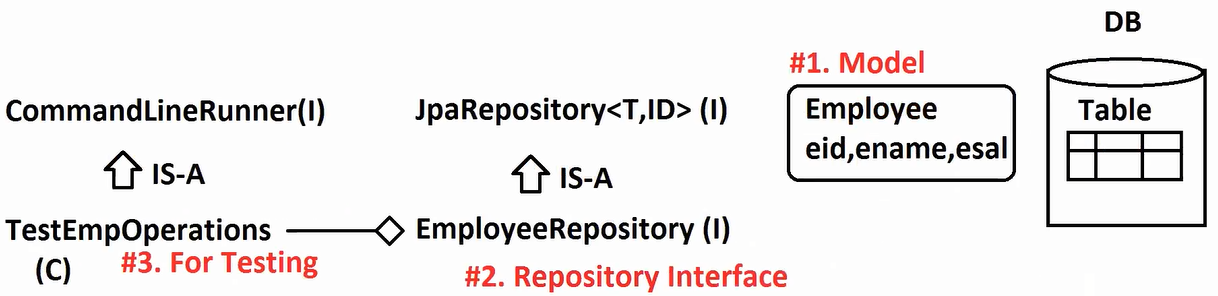 DB
#1. Model
CommandLineRunner(I)
JpaRepository<T,ID> (I)
Employee
eid,ename,esal
Table
IS-A
IS-A
TestEmpOperations
(C)
#3. For Testing
EmployeeRepository (I)
#2. Repository Interface